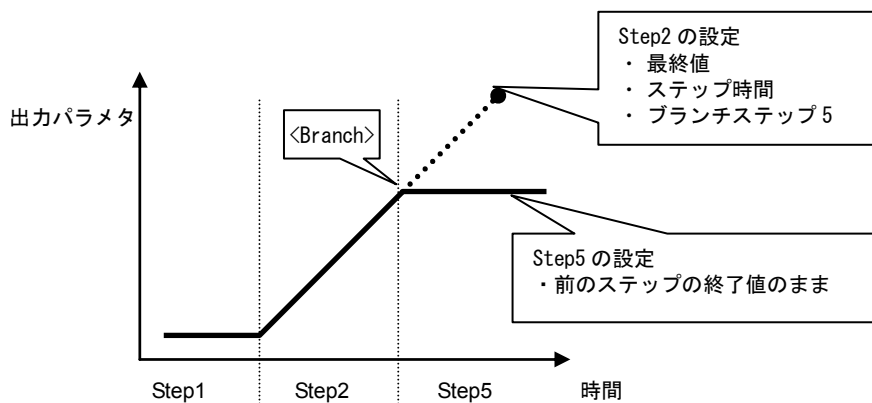 Step2 の設定
・ 最終値
・ ステップ時間
・ ブランチステップ 5
出力パラメタ
<Branch>
Step5 の設定
・前のステップの終了値のまま
Step1
Step2
Step5
時間